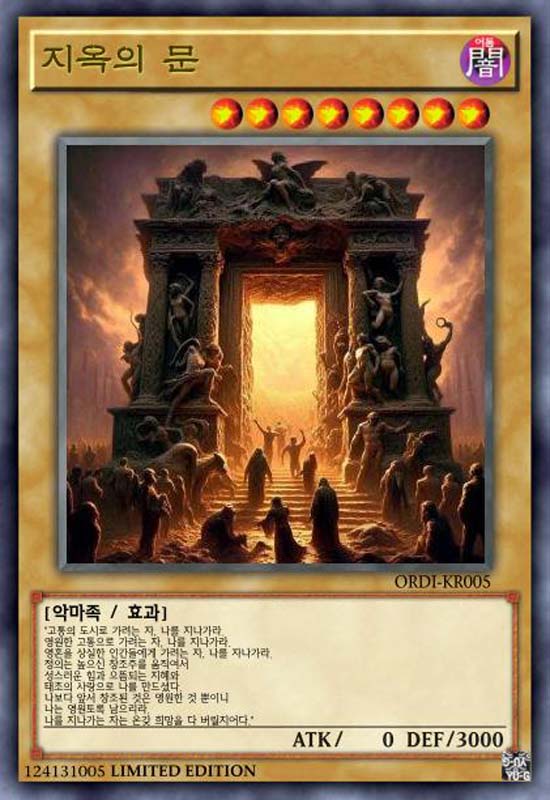 지옥의 문
어둠
闇
ORDI-KR005
[악마족 / 효과]
"고통의 도시로 가려는 자, 나를 지나가라.
영원한 고통으로 가려는 자, 나를 지나가라.
영혼을 상실한 인간들에게 가려는 자, 나를 지나가라.
정의는 높으신 창조주를 움직여서
성스러운 힘과 으뜸되는 지혜와
태초의 사랑으로 나를 만드셨다.
나보다 앞서 창조된 것은 영원한 것 뿐이니
나는 영원토록 남으리라.
나를 지나가는 자는 온갖 희망을 다 버릴지어다."
ATK/ 0 DEF/3000
124131005 LIMITED EDITION